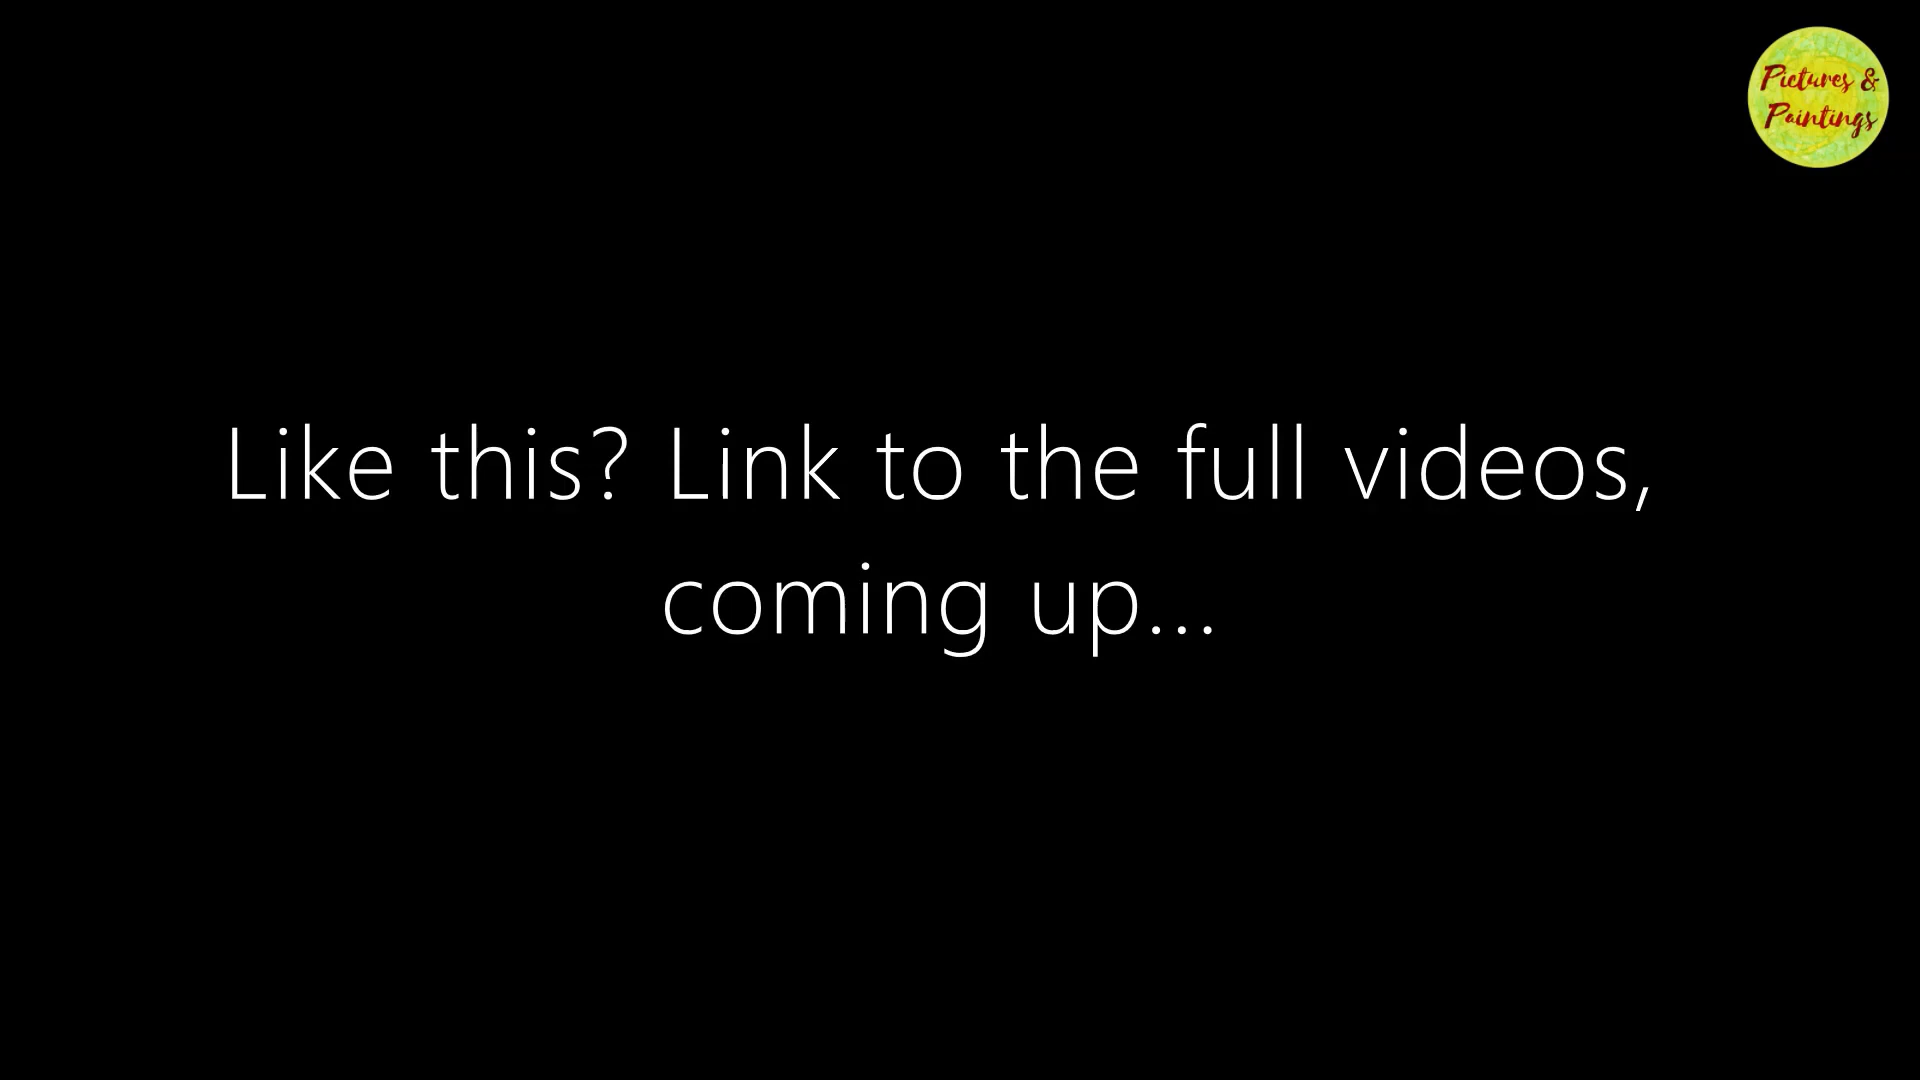 Pictures &
Paintings
Like this? Link to the full videos,
coming up...